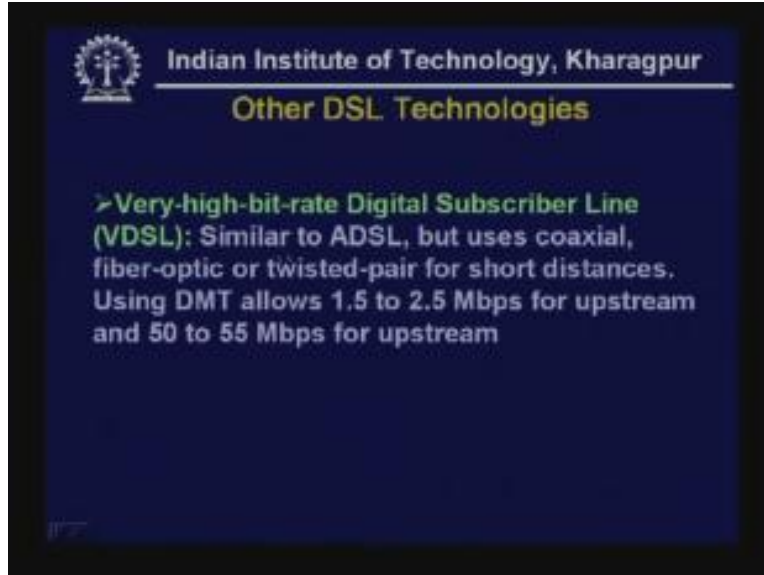 Indian Institute of Technology, Kharagpur
Other DSL Technologies
➢Very-high-bit-rate Digital Subscriber Line
(VDSL): Similar to ADSL, but uses coaxial,
fiber-optic or twisted-pair for short distances.
Using DMT allows 1.5 to 2.5 Mbps for upstream
and 50 to 55 Mbps for upstream